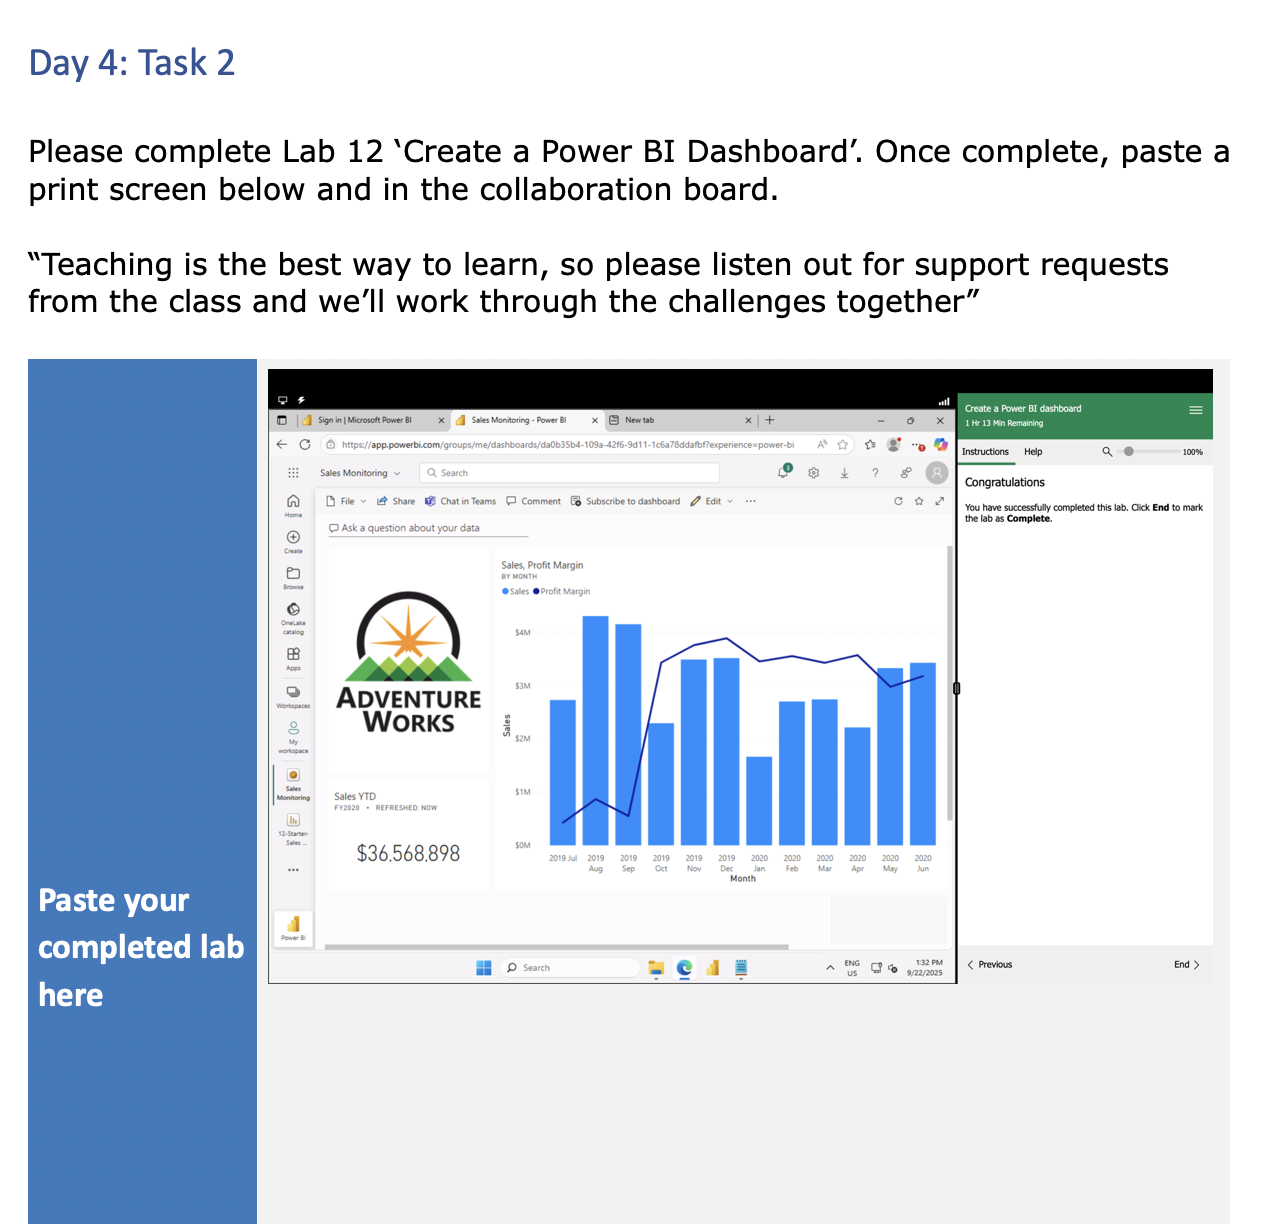 Day 4: Task 2
Please complete Lab 12 ‘Create a Power BI Dashboard’. Once complete, paste a
print screen below and in the collaboration board.
“Teaching is the best way to learn, so please listen out for support requests
from the class and we’ll work through the challenges together”
Paste your
completed lab
here
Sign in | Microsoft Power BI
Sales Monitoring - Power BI
New tab
https://app.powerbi.com/groups/me/dashboards/da0b35b4-109a-42f6-9d11-1c6a78ddafbf?experience=power-bi
Sales Monitoring
Search
File
Share
Chat in Teams
Comment
Subscribe to dashboard
Edit
Home
Create
Browse
OneLake
catalog
Apps
Workspaces
My
workspace
Sales
Monitoring
12-Starter-
Sales ...
Power BI
Ask a question about your data
ADVENTURE
WORKS
Sales YTD
FY2020 • REFRESHED NOW
$36,568,898
Sales, Profit Margin
BY MONTH
Sales Profit Margin
$4M
$3M
$2M
$1M
$0M
Sales
2019 Jul 2019 2019 2019 2019 2019 2020 2020 2020 2020 2020 2020
Aug Sep Oct Nov Dec Jan Feb Mar Apr May Jun
Month
Search
ENG
US
1:32 PM
9/22/2025
Create a Power BI dashboard
1 Hr 13 Min Remaining
Instructions Help
100%
Congratulations
You have successfully completed this lab. Click End to mark
the lab as Complete.
Previous
End